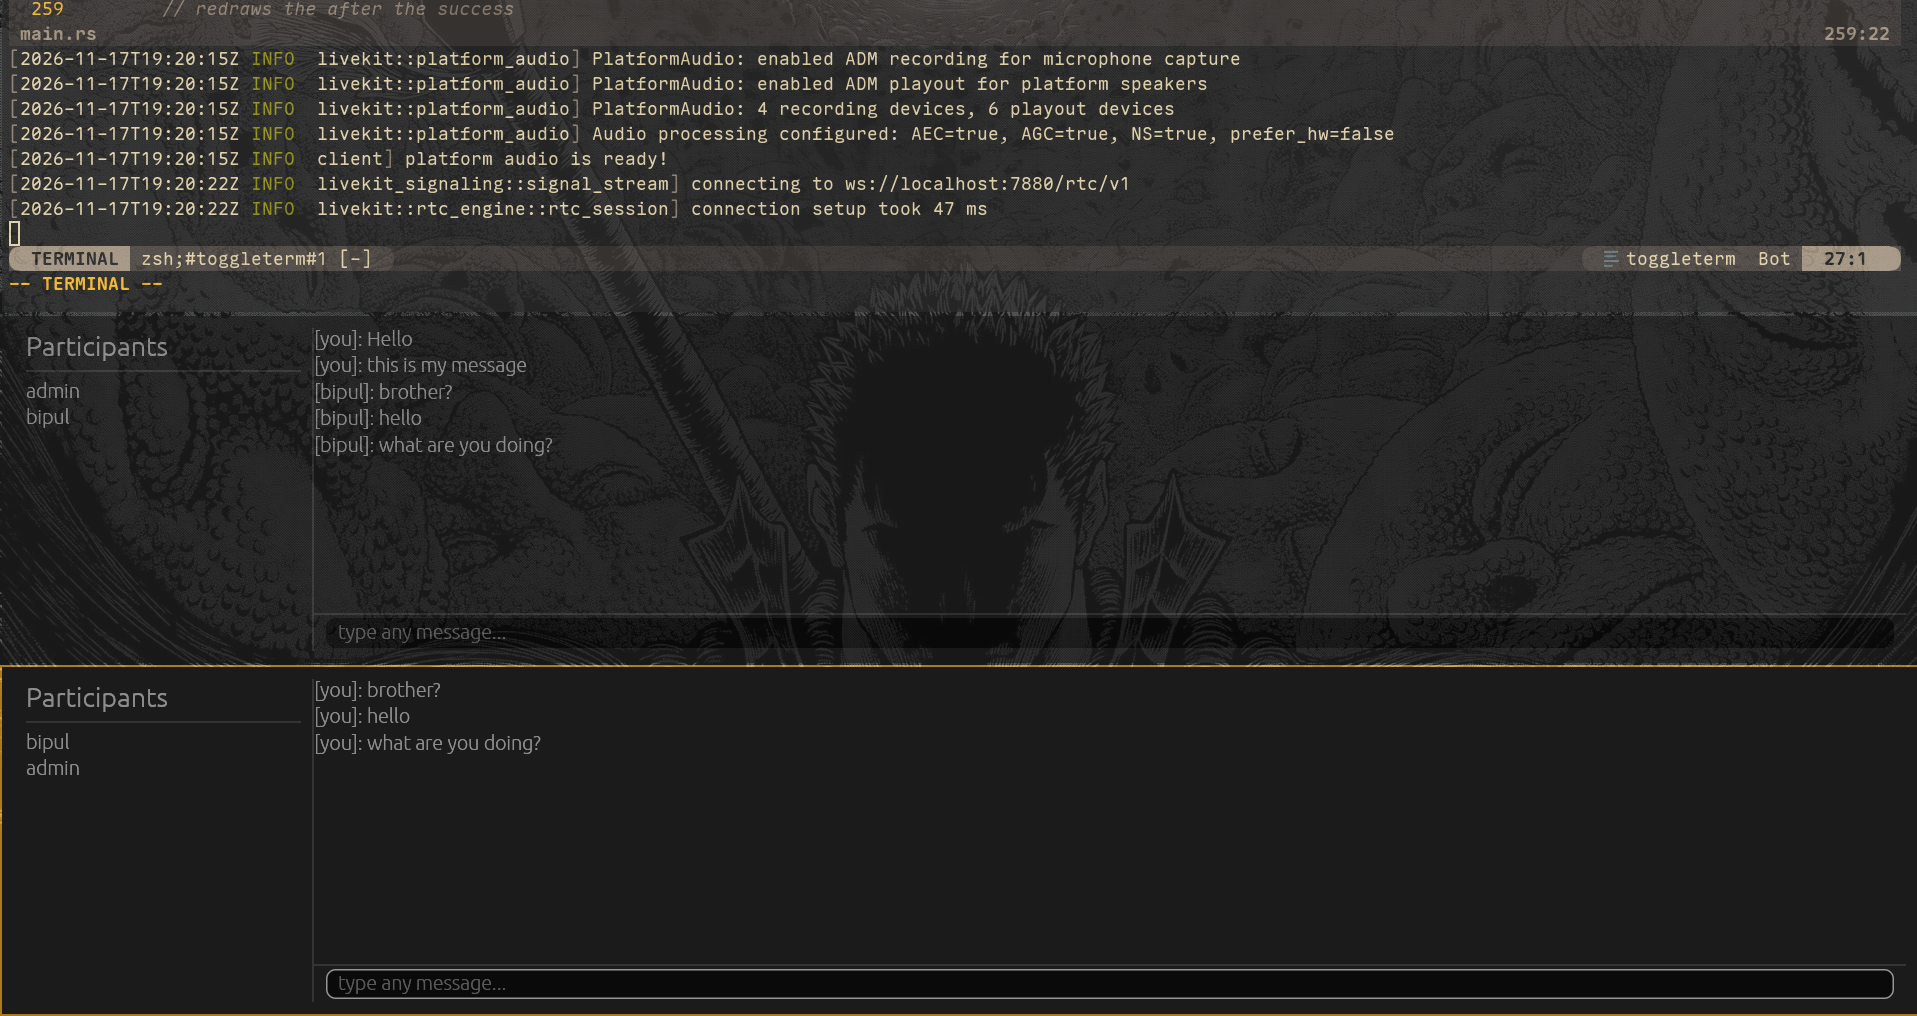 259 // redraws the after the success
main.rs 259:22
[2026-11-17T19:20:15Z INFO livekit::platform_audio] PlatformAudio: enabled ADM recording for microphone capture
[2026-11-17T19:20:15Z INFO livekit::platform_audio] PlatformAudio: enabled ADM playout for platform speakers
[2026-11-17T19:20:15Z INFO livekit::platform_audio] PlatformAudio: 4 recording devices, 6 playout devices
[2026-11-17T19:20:15Z INFO livekit::platform_audio] Audio processing configured: AEC=true, AGC=true, NS=true, prefer_hw=false
[2026-11-17T19:20:15Z INFO client] platform audio is ready!
[2026-11-17T19:20:22Z INFO livekit_signaling::signal_stream] connecting to ws://localhost:7880/rtc/v1
[2026-11-17T19:20:22Z INFO livekit::rtc_engine::rtc_session] connection setup took 47 ms
TERMINAL zsh;#toggleterm#1 [-] toggleterm Bot 27:1
-- TERMINAL --
Participants
admin
bipul
[you]: Hello
[you]: this is my message
[bipul]: brother?
[bipul]: hello
[bipul]: what are you doing?
type any message...
Participants
bipul
admin
[you]: brother?
[you]: hello
[you]: what are you doing?
type any message...